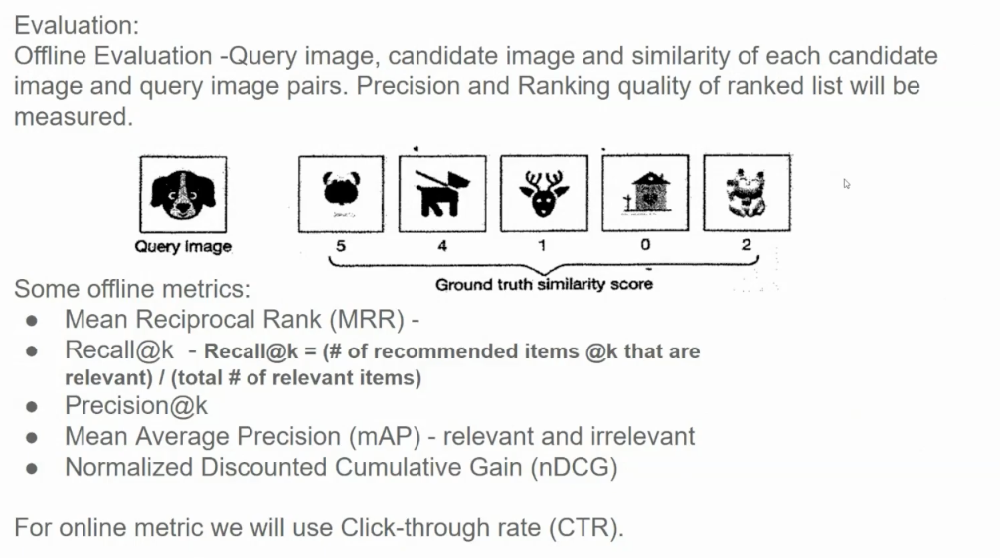 Evaluation:
Offline Evaluation -Query image, candidate image and similarity of each candidate
image and query image pairs. Precision and Ranking quality of ranked list will be
measured.
Query image
5 4 1 0 2
Ground truth similarity score
Some offline metrics:
● Mean Reciprocal Rank (MRR) -
● Recall@k - Recall@k = (# of recommended items @k that are
relevant) / (total # of relevant items)
● Precision@k
● Mean Average Precision (mAP) - relevant and irrelevant
● Normalized Discounted Cumulative Gain (nDCG)
For online metric we will use Click-through rate (CTR).